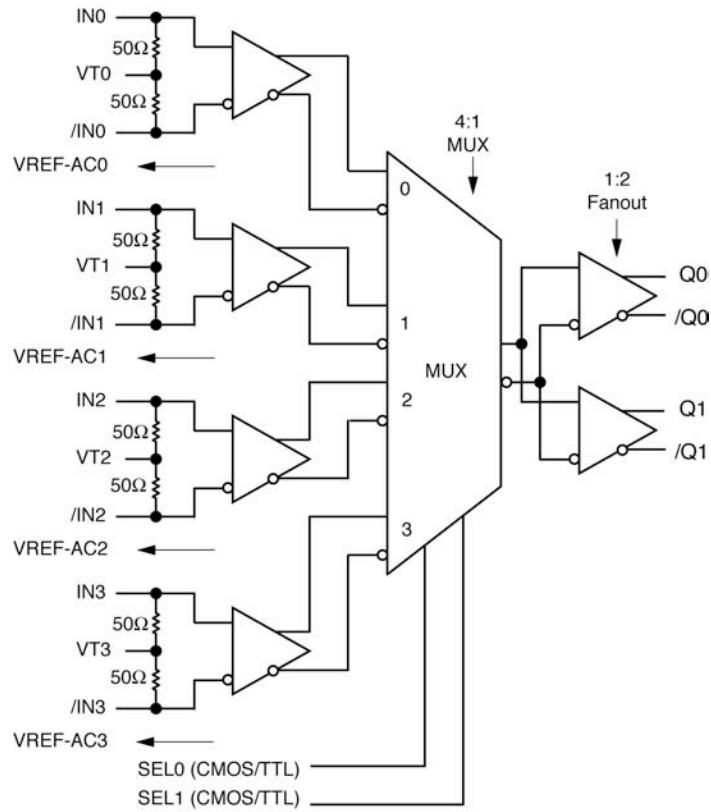 IN0
50Ω
VT0
50Ω
/IN0
VREF-AC0
IN1
50Ω
VT1
50Ω
/IN1
VREF-AC1
IN2
50Ω
VT2
50Ω
/IN2
VREF-AC2
IN3
50Ω
VT3
50Ω
/IN3
VREF-AC3
SEL0 (CMOS/TTL)
SEL1 (CMOS/TTL)
4:1
MUX
0
1
MUX
2
3
1:2
Fanout
Q0
/Q0
Q1
/Q1